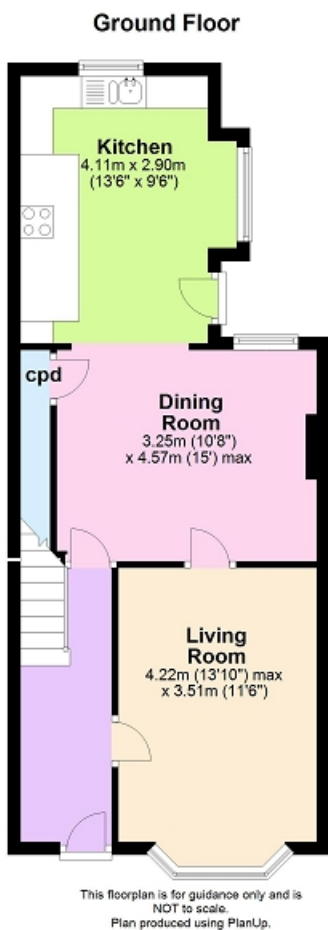 Ground Floor
Kitchen
4.11m x 2.90m
(13'6" x 9'6")
cpd
Dining
Room
3.25m (10'8")
x 4.57m (15') max
Living
Room
4.22m (13'10") max
x 3.51m (11'6")
This floorplan is for guidance only and is
NOT to scale.
Plan produced using PlanUp.